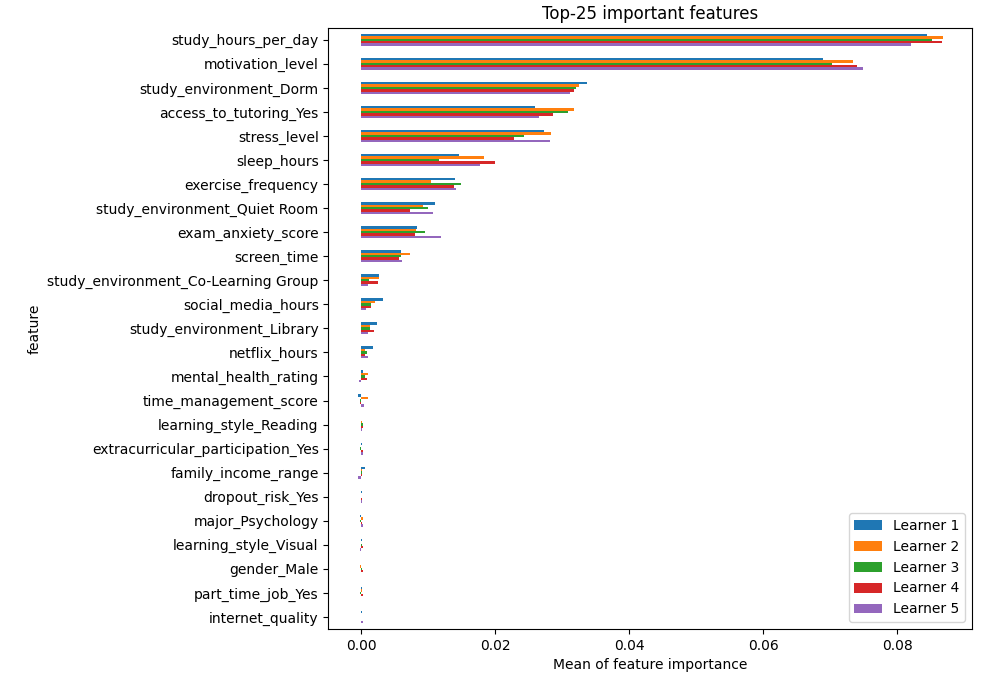 Top-25 important features
study_hours_per_day
motivation_level
study_environment_Dorm
access_to_tutoring_Yes
stress_level
sleep_hours
exercise_frequency
study_environment_Quiet Room
exam_anxiety_score
screen_time
study_environment_Co-Learning Group
social_media_hours
study_environment_Library
netflix_hours
mental_health_rating
time_management_score
learning_style_Reading
extracurricular_participation_Yes
family_income_range
dropout_risk_Yes
major_Psychology
learning_style_Visual
gender_Male
part_time_job_Yes
internet_quality
feature
Learner 1
Learner 2
Learner 3
Learner 4
Learner 5
0.00 0.02 0.04 0.06 0.08
Mean of feature importance